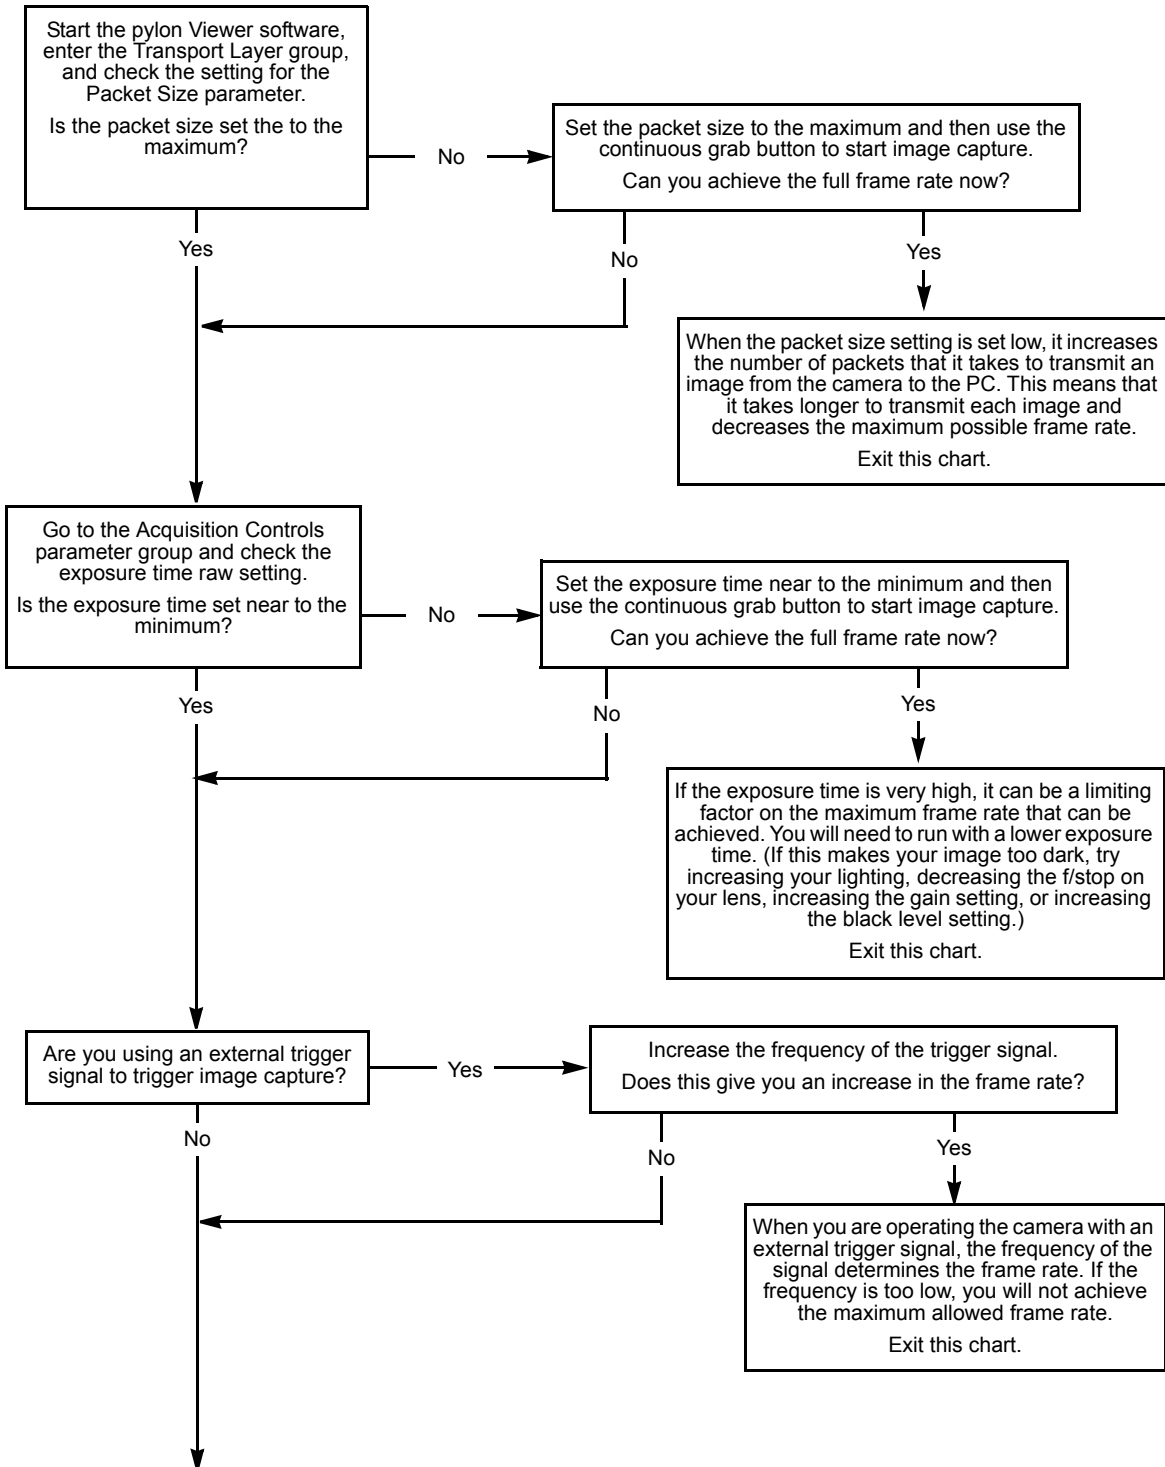 Start the pylon Viewer software,
enter the Transport Layer group,
and check the setting for the
Packet Size parameter.
Is the packet size set the to the
maximum?
No
Set the packet size to the maximum and then use the
continuous grab button to start image capture.
Can you achieve the full frame rate now?
Yes
No
Yes
When the packet size setting is set low, it increases
the number of packets that it takes to transmit an
image from the camera to the PC. This means that
it takes longer to transmit each image and
decreases the maximum possible frame rate.
Exit this chart.
Go to the Acquisition Controls
parameter group and check the
exposure time raw setting.
Is the exposure time set near to the
minimum?
No
Set the exposure time near to the minimum and then
use the continuous grab button to start image capture.
Can you achieve the full frame rate now?
Yes
No
Yes
If the exposure time is very high, it can be a limiting
factor on the maximum frame rate that can be
achieved. You will need to run with a lower exposure
time. (If this makes your image too dark, try
increasing your lighting, decreasing the f/stop on
your lens, increasing the gain setting, or increasing
the black level setting.)
Exit this chart.
Are you using an external trigger
signal to trigger image capture?
Yes
Increase the frequency of the trigger signal.
Does this give you an increase in the frame rate?
No
No
Yes
When you are operating the camera with an
external trigger signal, the frequency of the
signal determines the frame rate. If the
frequency is too low, you will not achieve
the maximum allowed frame rate.
Exit this chart.